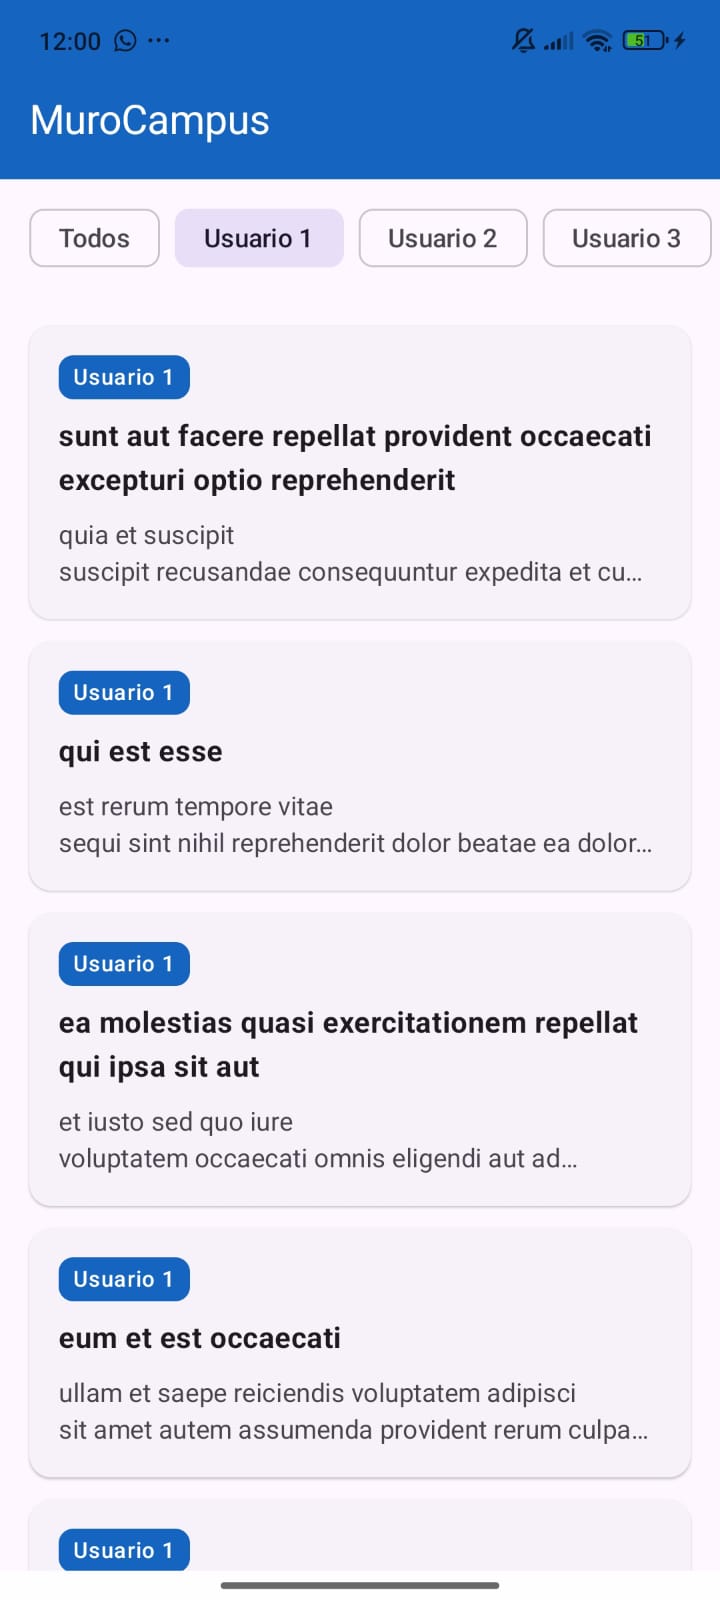 12:00 ...
51
MuroCampus
Todos Usuario 1 Usuario 2 Usuario 3
Usuario 1
sunt aut facere repellat provident occaecati
excepturi optio reprehenderit
quia et suscipit
suscipit recusandae consequuntur expedita et cu...
Usuario 1
qui est esse
est rerum tempore vitae
sequi sint nihil reprehenderit dolor beatae ea dolor...
Usuario 1
ea molestias quasi exercitationem repellat
qui ipsa sit aut
et iusto sed quo iure
voluptatem occaecati omnis eligendi aut ad...
Usuario 1
eum et est occaecati
ullam et saepe reiciendis voluptatem adipisci
sit amet autem assumenda provident rerum culpa...
Usuario 1